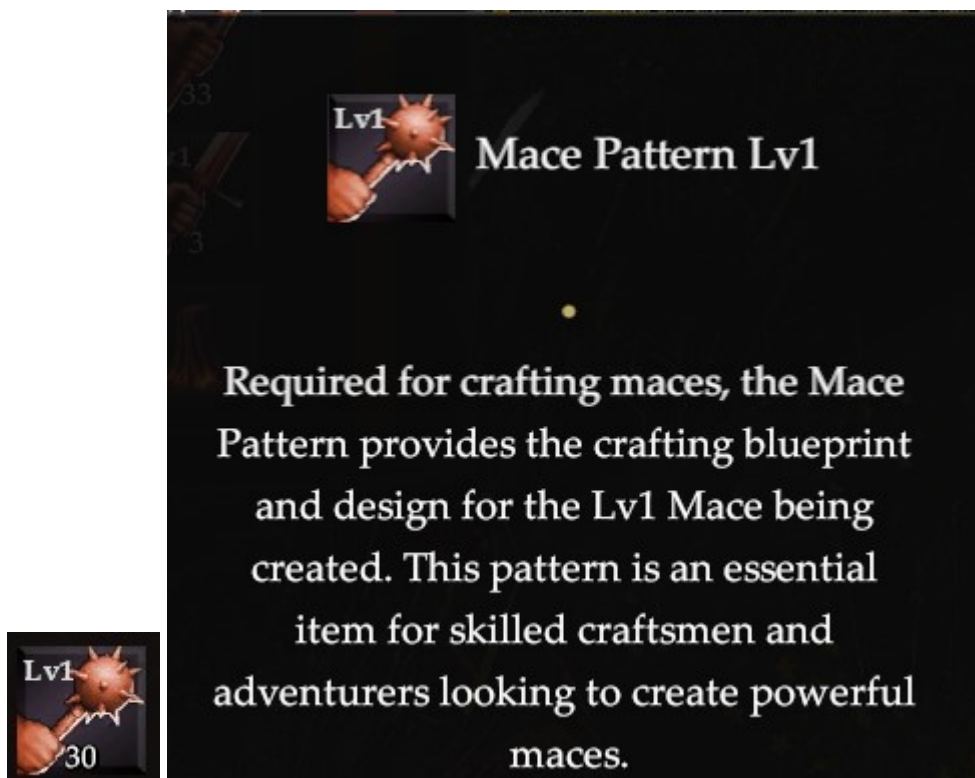 33
Lv1
Mace Pattern Lv1
3
Required for crafting maces, the Mace
Pattern provides the crafting blueprint
and design for the Lv1 Mace being
created. This pattern is an essential
item for skilled craftsmen and
adventurers looking to create powerful
maces.
Lv1
30